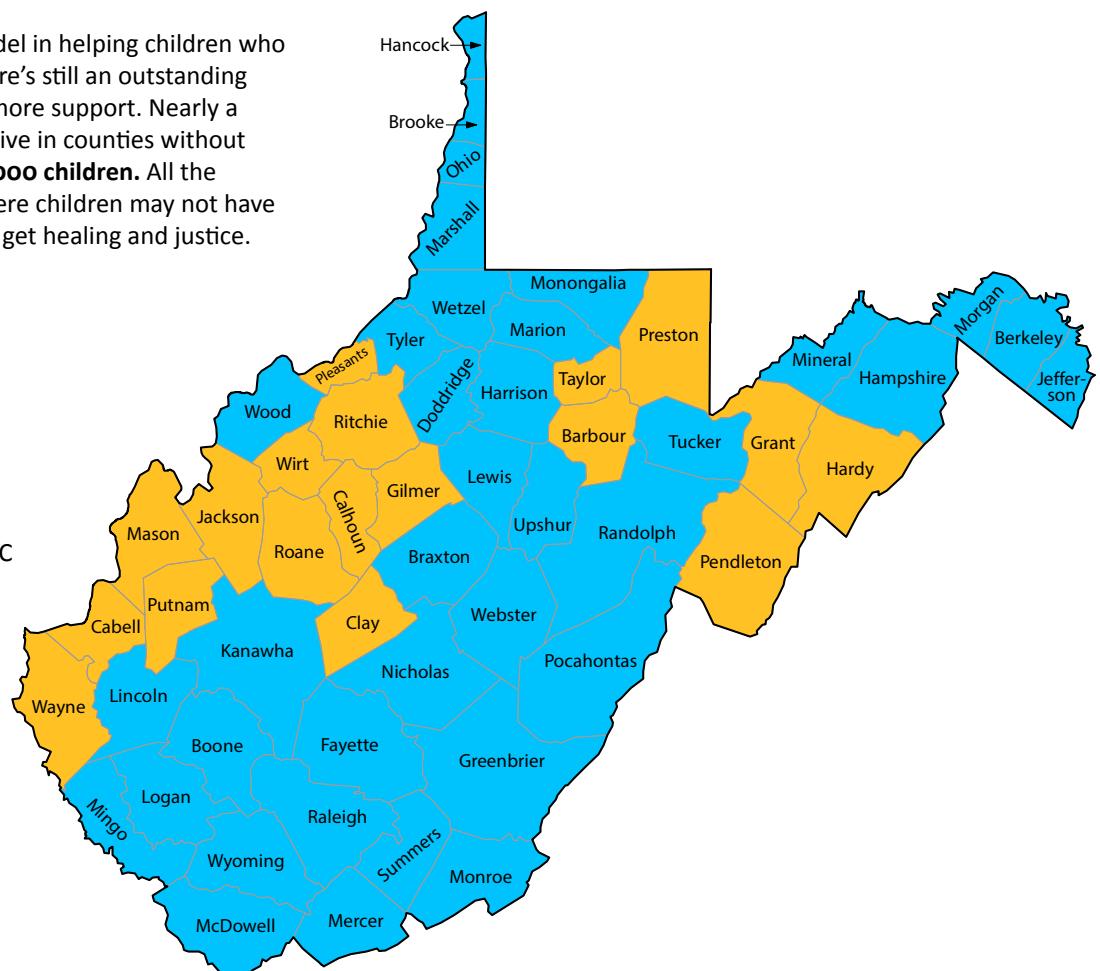 del in helping children who
re's still an outstanding
more support. Nearly a
ive in counties without
000 children. All the
ere children may not have
get healing and justice.
C
Hancock
Brooke
Ohio
Marshall
Wetzel
Monongalia
Marion
Tyler
Preston
Pleasants
Doddridge
Harrison
Taylor
Wood
Ritchie
Barbour
Tucker
Grant
Mineral
Hampshire
Morgan
Berkeley
Jeffer-
son
Hardy
Wirt
Calhoun
Gilmer
Lewis
Upshur
Randolph
Pendleton
Mason
Jackson
Roane
Braxton
Webster
Putnam
Cabell
Clay
Kanawha
Nicholas
Pocahontas
Wayne
Lincoln
Boone
Fayette
Greenbrier
Mingo
Logan
Raleigh
Summers
Wyoming
Monroe
McDowell
Mercer